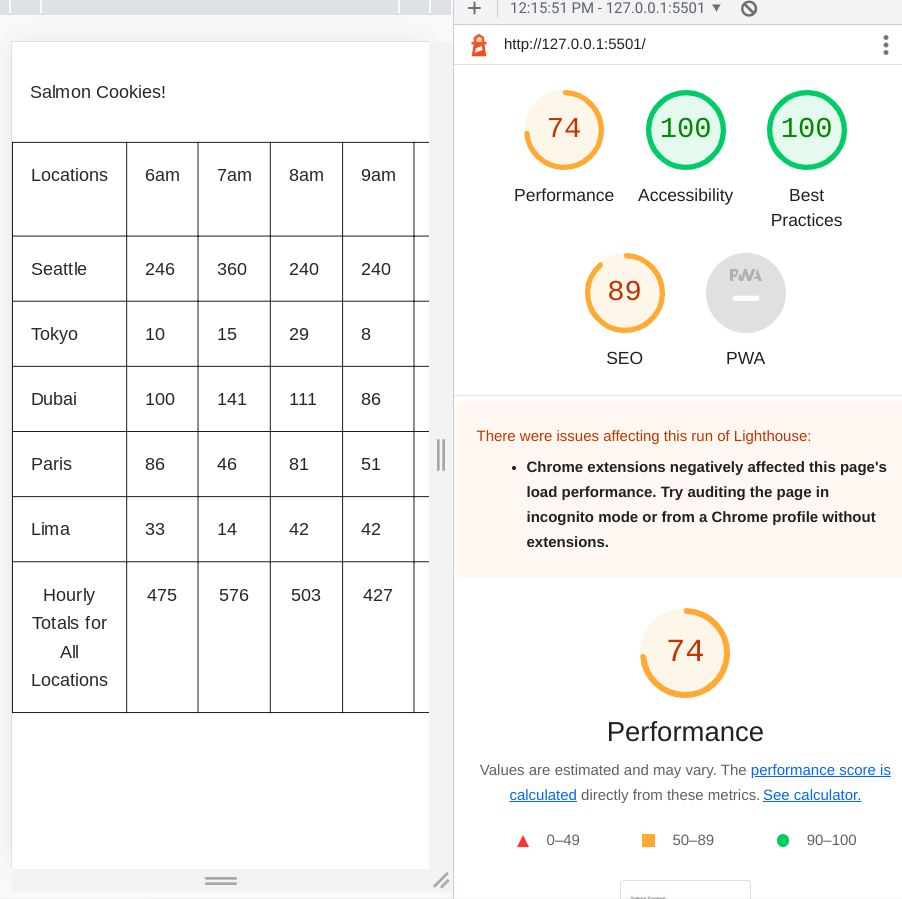 Salmon Cookies!
Locations 6am 7am 8am 9am
Seattle 246 360 240 240
Tokyo 10 15 29 8
Dubai 100 141 111 86
Paris 86 46 81 51
Lima 33 14 42 42
Hourly 475 576 503 427
Totals for
All
Locations
12:15:51 PM - 127.0.0.1:5501
http://127.0.0.1:5501/
74 100 100
Performance Accessibility Best
Practices
89 PWA
SEO PWA
There were issues affecting this run of Lighthouse:
• Chrome extensions negatively affected this page's
load performance. Try auditing the page in
incognito mode or from a Chrome profile without
extensions.
74
Performance
Values are estimated and may vary. The performance score is
calculated directly from these metrics. See calculator.
0–49 50–89 90–100